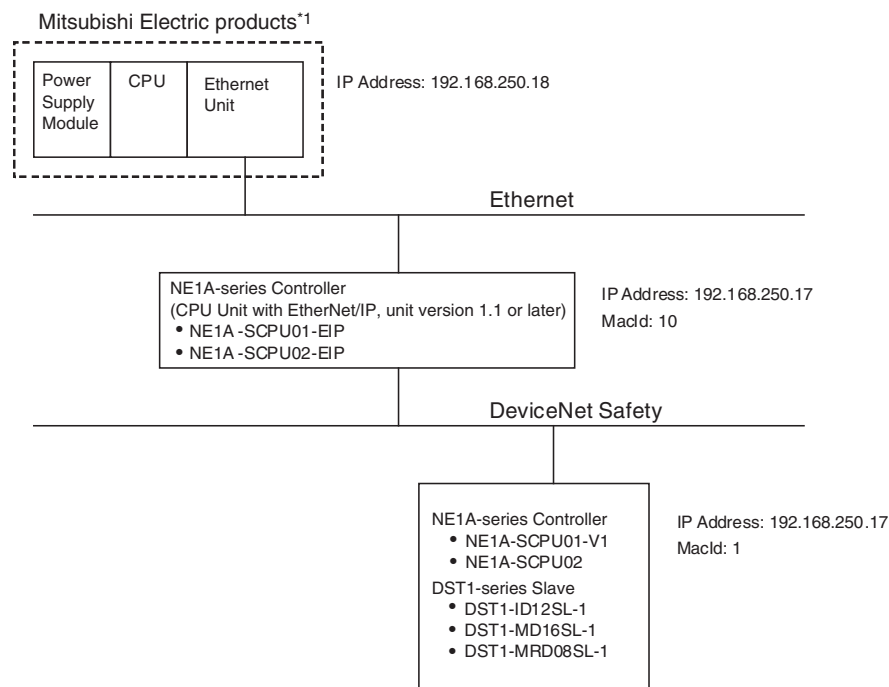 Mitsubishi Electric products*1
Power
Supply
Module
CPU
Ethernet
Unit
IP Address: 192.168.250.18
Ethernet
NE1A-series Controller
(CPU Unit with EtherNet/IP, unit version 1.1 or later)
• NE1A-SCPU01-EIP
• NE1A-SCPU02-EIP
IP Address: 192.168.250.17
MacId: 10
DeviceNet Safety
NE1A-series Controller
• NE1A-SCPU01-V1
• NE1A-SCPU02
DST1-series Slave
• DST1-ID12SL-1
• DST1-MD16SL-1
• DST1-MRD08SL-1
IP Address: 192.168.250.17
MacId: 1